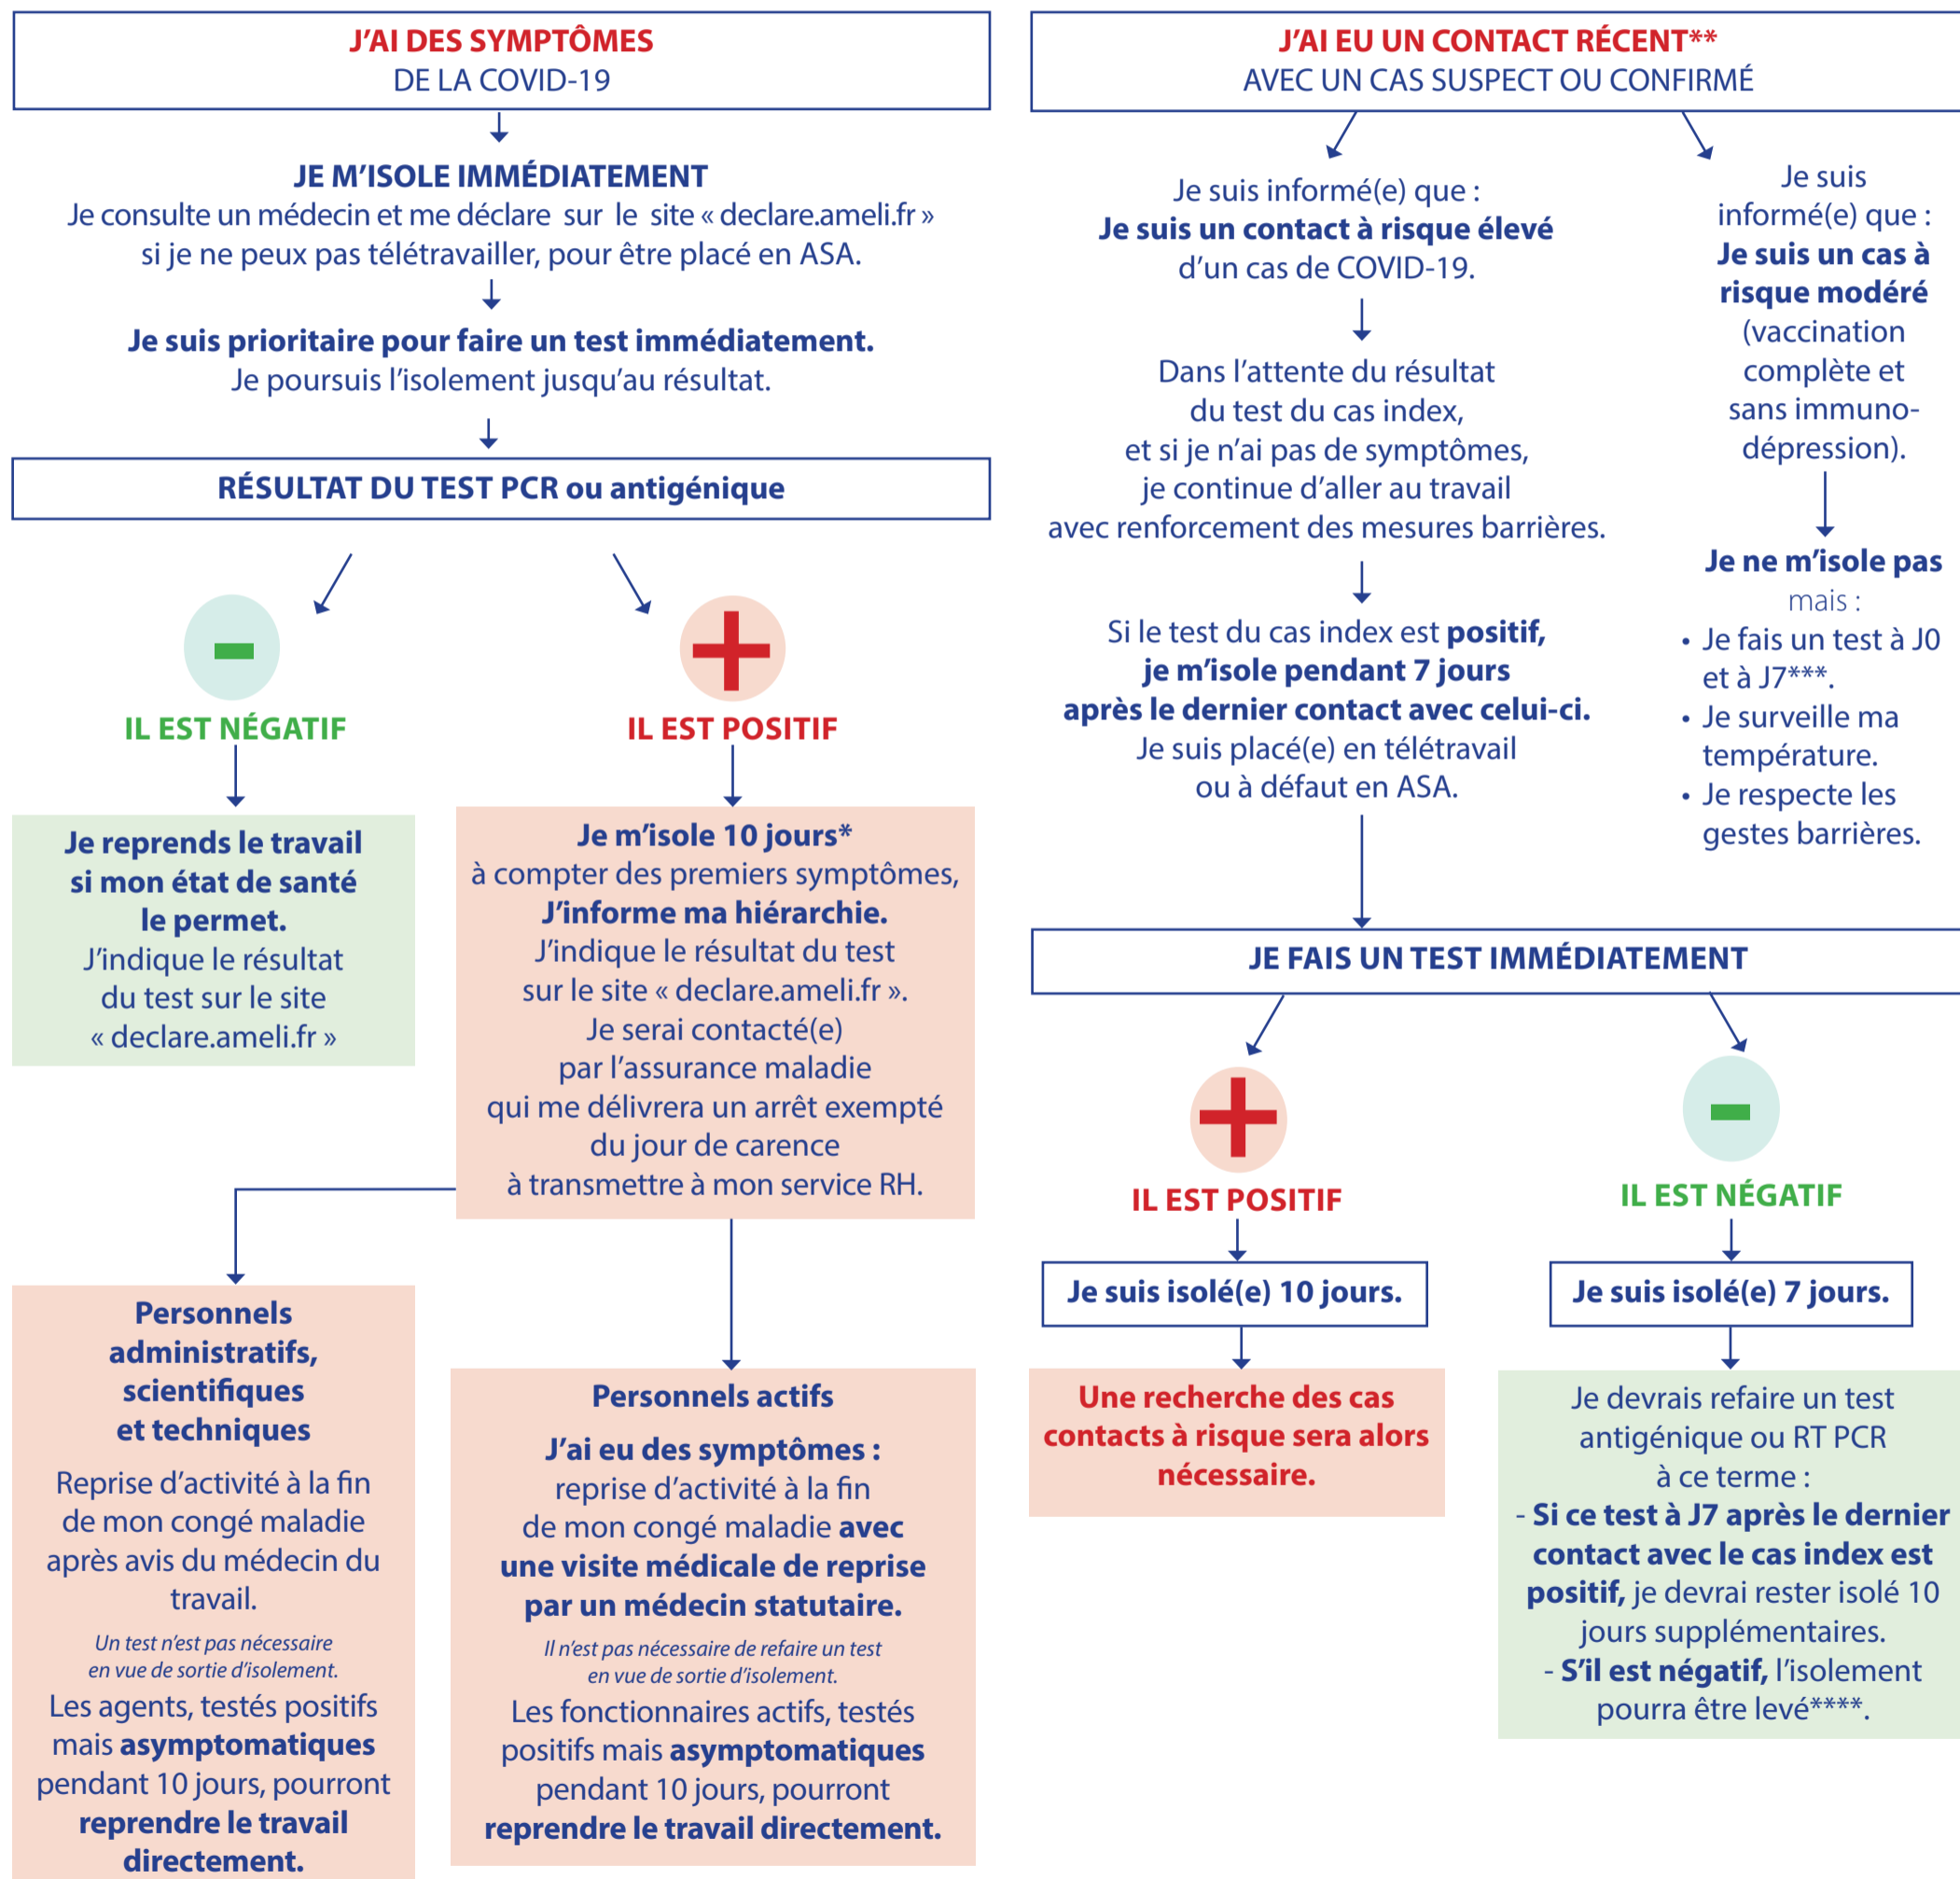 J'AI DES SYMPTÔMES
DE LA COVID-19
JE M'ISOLE IMMÉDIATEMENT
Je consulte un médecin et me déclare sur le site « declare.ameli.fr »
si je ne peux pas télétravailler, pour être placé en ASA.
Je suis prioritaire pour faire un test immédiatement.
Je poursuis l'isolement jusqu'au résultat.
RÉSULTAT DU TEST PCR ou antigénique
IL EST NÉGATIF
Je reprends le travail
si mon état de santé
le permet.
J'indique le résultat
du test sur le site
« declare.ameli.fr »
IL EST POSITIF
Je m'isole 10 jours*
à compter des premiers symptômes,
J'informe ma hiérarchie.
J'indique le résultat du test
sur le site « declare.ameli.fr ».
Je serai contacté(e)
par l'assurance maladie
qui me délivrera un arrêt exempté
du jour de carence
à transmettre à mon service RH.
Personnels
administratifs,
scientifiques
et techniques
Reprise d'activité à la fin
de mon congé maladie
après avis du médecin du
travail.
Un test n'est pas nécessaire
en vue de sortie d'isolement.
Les agents, testés positifs
mais asymptomatiques
pendant 10 jours, pourront
reprendre le travail
directement.
Personnels actifs
J'ai eu des symptômes :
reprise d'activité à la fin
de mon congé maladie avec
une visite médicale de reprise
par un médecin statutaire.
Il n'est pas nécessaire de refaire un test
en vue de sortie d'isolement.
Les fonctionnaires actifs, testés
positifs mais asymptomatiques
pendant 10 jours, pourront
reprendre le travail directement.
J'AI EU UN CONTACT RÉCENT**
AVEC UN CAS SUSPECT OU CONFIRMÉ
Je suis informé(e) que :
Je suis un contact à risque élevé
d'un cas de COVID-19.
Dans l'attente du résultat
du test du cas index,
et si je n'ai pas de symptômes,
je continue d'aller au travail
avec renforcement des mesures barrières.
Si le test du cas index est positif,
je m'isole pendant 7 jours
après le dernier contact avec celui-ci.
Je suis placé(e) en télétravail
ou à défaut en ASA.
Je suis
informé(e) que :
Je suis un cas à
risque modéré
(vaccination
complète et
sans immuno-
dépression).
Je ne m'isole pas
mais :
• Je fais un test à J0
et à J7***.
• Je surveille ma
température.
• Je respecte les
gestes barrières.
JE FAIS UN TEST IMMÉDIATEMENT
IL EST POSITIF
Je suis isolé(e) 10 jours.
Une recherche des cas
contacts à risque sera alors
nécessaire.
IL EST NÉGATIF
Je suis isolé(e) 7 jours.
Je devrais refaire un test
antigénique ou RT PCR
à ce terme :
- Si ce test à J7 après le dernier
contact avec le cas index est
positif, je devrai rester isolé 10
jours supplémentaires.
- S'il est négatif, l'isolement
pourra être levé****.